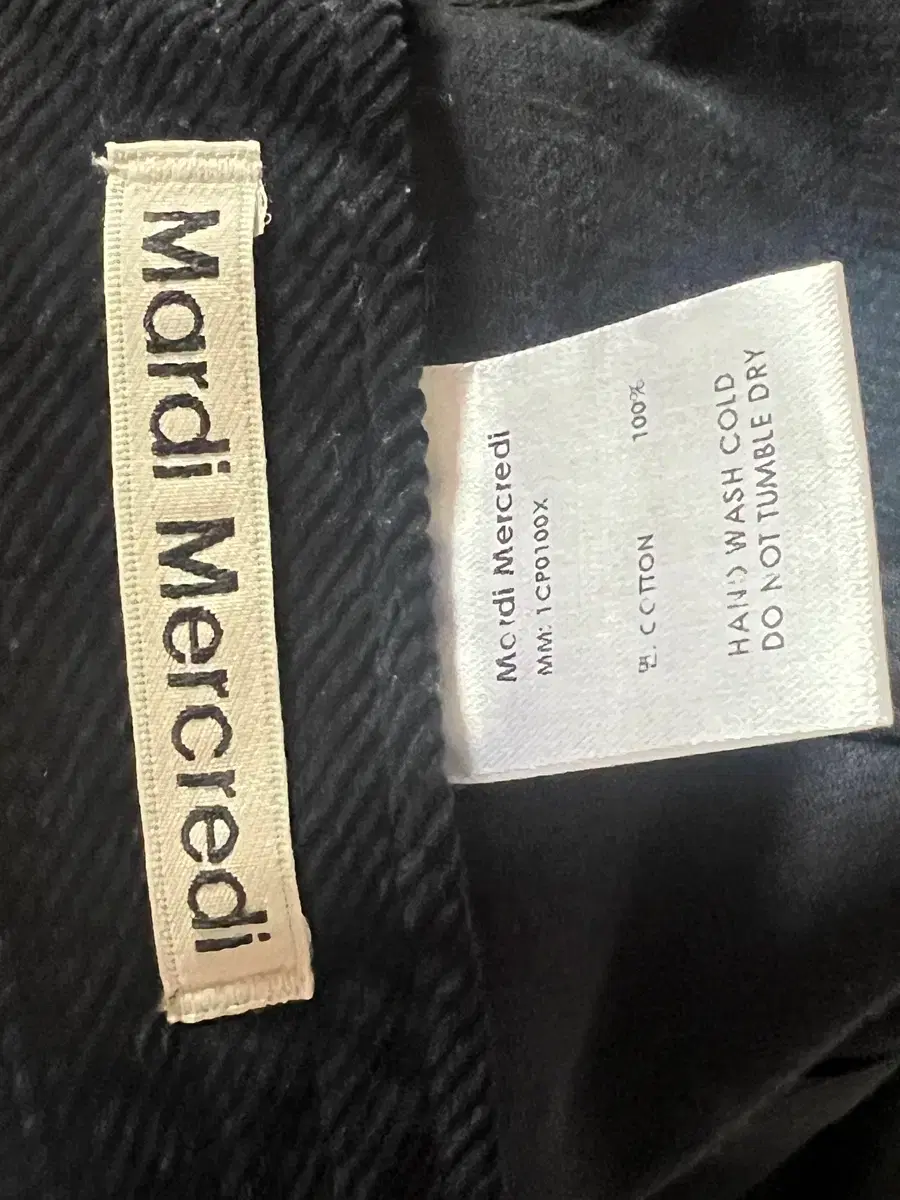 Mardi Mercredi
Mardi Mercredi
MM: 1CP0100X
면. COTTON 100%
HAND WASH COLD
DO NOT TUMBLE DRY